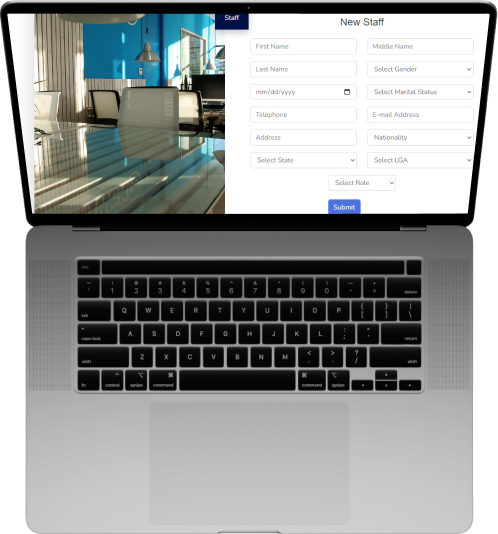 Staff
New Staff
First Name Middle Name
Last Name Select Gender
mm/dd/yyyy Select Marital Status
Telephone E-mail Address
Address Nationality
Select State Select LGA
Select Role
Submit
esc
1 2 3 4 5 6 7 8 9 0 delete
tab Q W E R T Y U I O P { [ } ] | \
caps lock A S D F G H J K L : ; " ' return
shift Z X C V B N M < , > . ? / shift
fn control option command command option